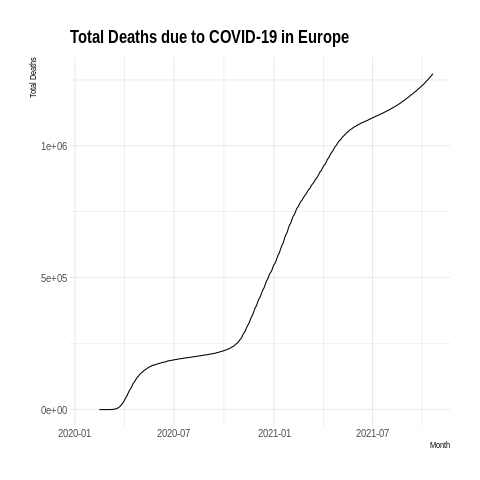 Total Deaths due to COVID-19 in Europe
Total Deaths
1e+06
5e+05
0e+00
2020-01
2020-07
2021-01
2021-07
Month